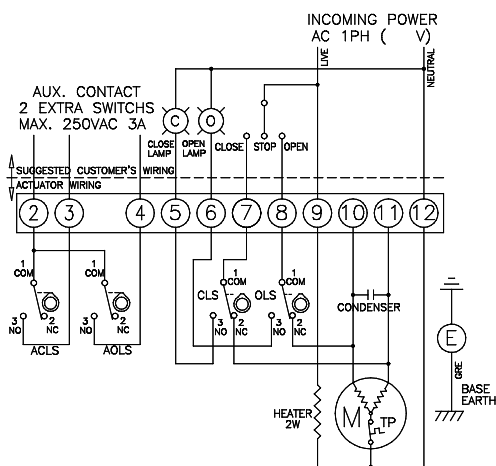 INCOMING POWER
AC 1PH ( V)
LIVE
NEUTRAL
AUX. CONTACT
2 EXTRA SWITCHS
MAX. 250VAC 3A
C
O
CLOSE LAMP
OPEN LAMP
CLOSE
STOP
OPEN
SUGGESTED CUSTOMER'S WIRING
ACTUATOR WIRING
2 3 4 5 6 7 8 9 10 11 12
1 COM
3 NO
2 NC
ACLS
1 COM
3 NO
2 NC
AOLS
1 COM
CLS
3 NO
2 NC
1 COM
OLS
3 NO
2 NC
CONDENSER
HEATER
2W
M
TP
E
GRE
BASE
EARTH